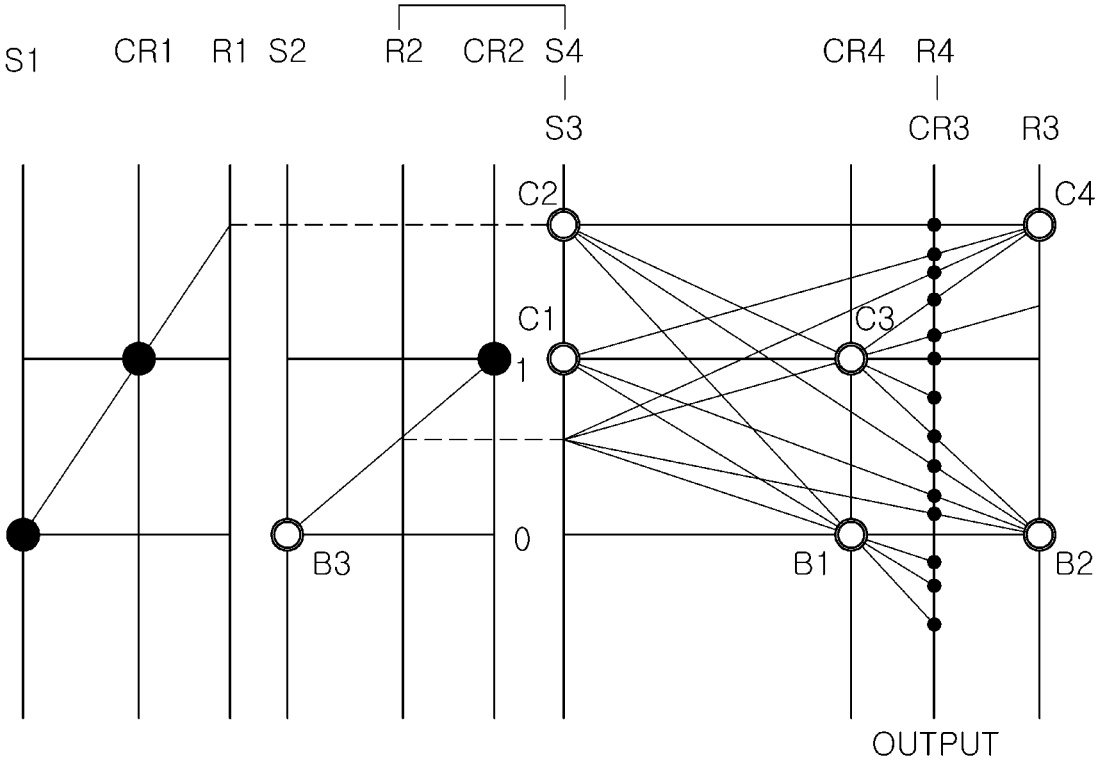 S1 CR1 R1 S2 R2 CR2 S4 CR4 R4
S3 CR3 R3
C2 C4
C1 C3
1
0
B3 B1 B2
OUTPUT